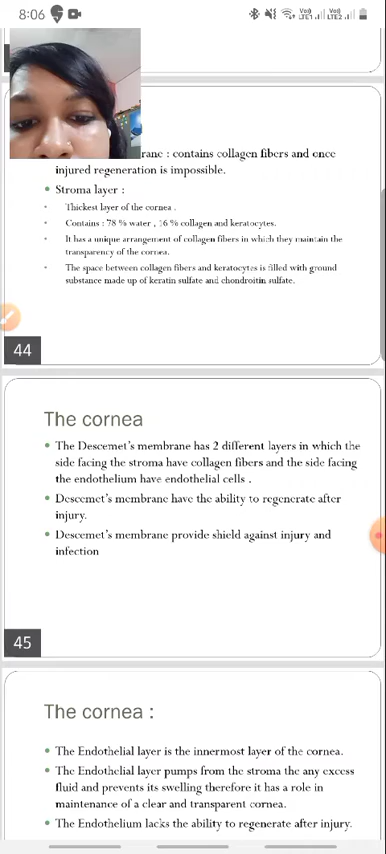 8:06
Vo)) LTE1 Vo)) LTE2
rane : contains collagen fibers and once
injured regeneration is impossible.
• Stroma layer :
• Thickest layer of the cornea .
• Contains : 78 % water , 16 % collagen and keratocytes.
• It has a unique arrangement of collagen fibers in which they maintain the
transparency of the cornea.
• The space between collagen fibers and keratocytes is filled with ground
substance made up of keratin sulfate and chondroitin sulfate.
44
The cornea
• The Descemet’s membrane has 2 different layers in which the
side facing the stroma have collagen fibers and the side facing
the endothelium have endothelial cells .
• Descemet’s membrane have the ability to regenerate after
injury.
• Descemet’s membrane provide shield against injury and
infection
45
The cornea :
• The Endothelial layer is the innermost layer of the cornea.
• The Endothelial layer pumps from the stroma the any excess
fluid and prevents its swelling therefore it has a role in
maintenance of a clear and transparent cornea.
• The Endothelium lacks the ability to regenerate after injury.